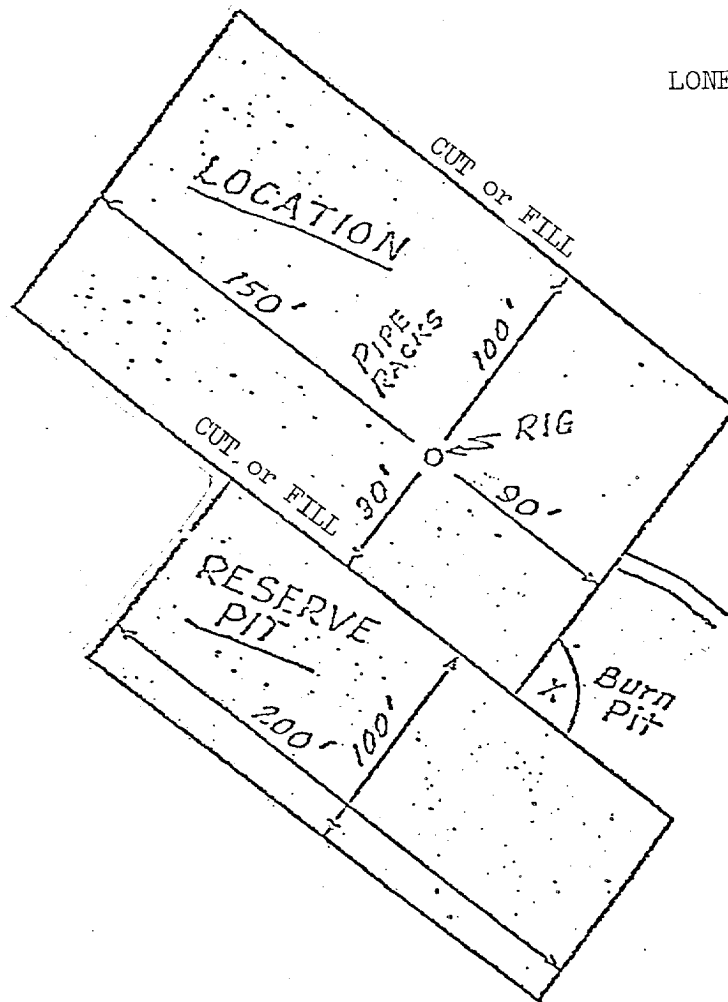 LONE
CUT or FILL
LOCATION
150'
PIPE
RACKS
100'
RIG
CUT or FILL
30'
90'
RESERVE
PIT
200'
100'
X
Burn
PIT